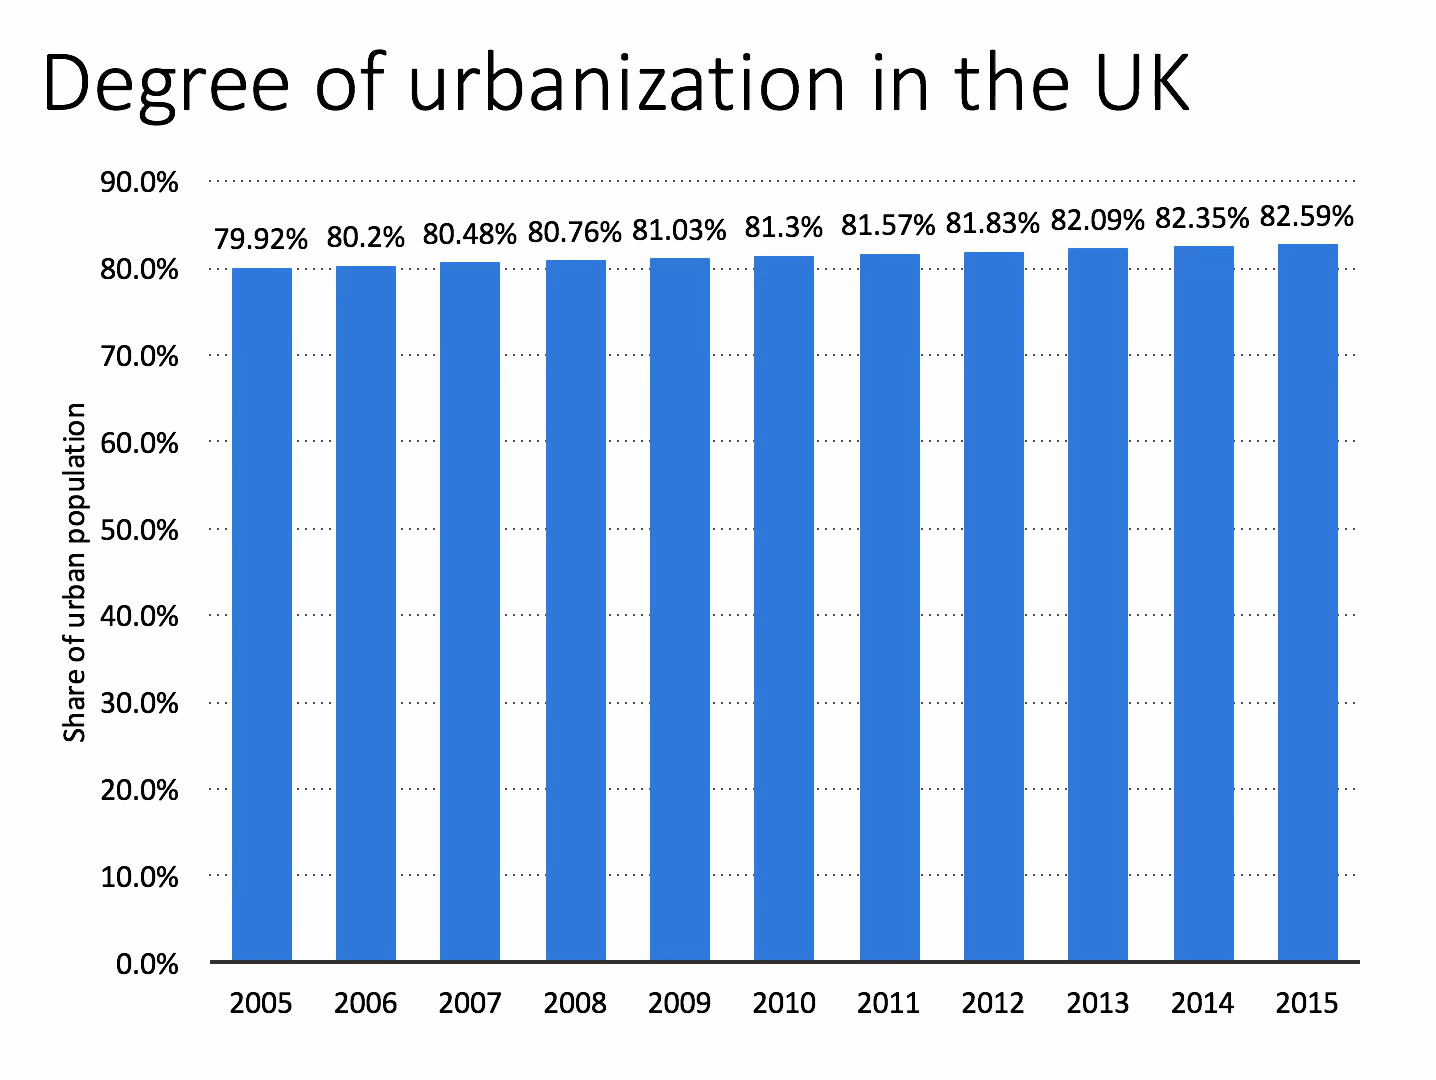 Degree of urbanization in the UK
90.0%
79.92% 80.2% 80.48% 80.76% 81.03% 81.3% 81.57% 81.83% 82.09% 82.35% 82.59%
80.0%
70.0%
60.0%
50.0%
40.0%
30.0%
20.0%
10.0%
0.0%
Share of urban population
2005 2006 2007 2008 2009 2010 2011 2012 2013 2014 2015